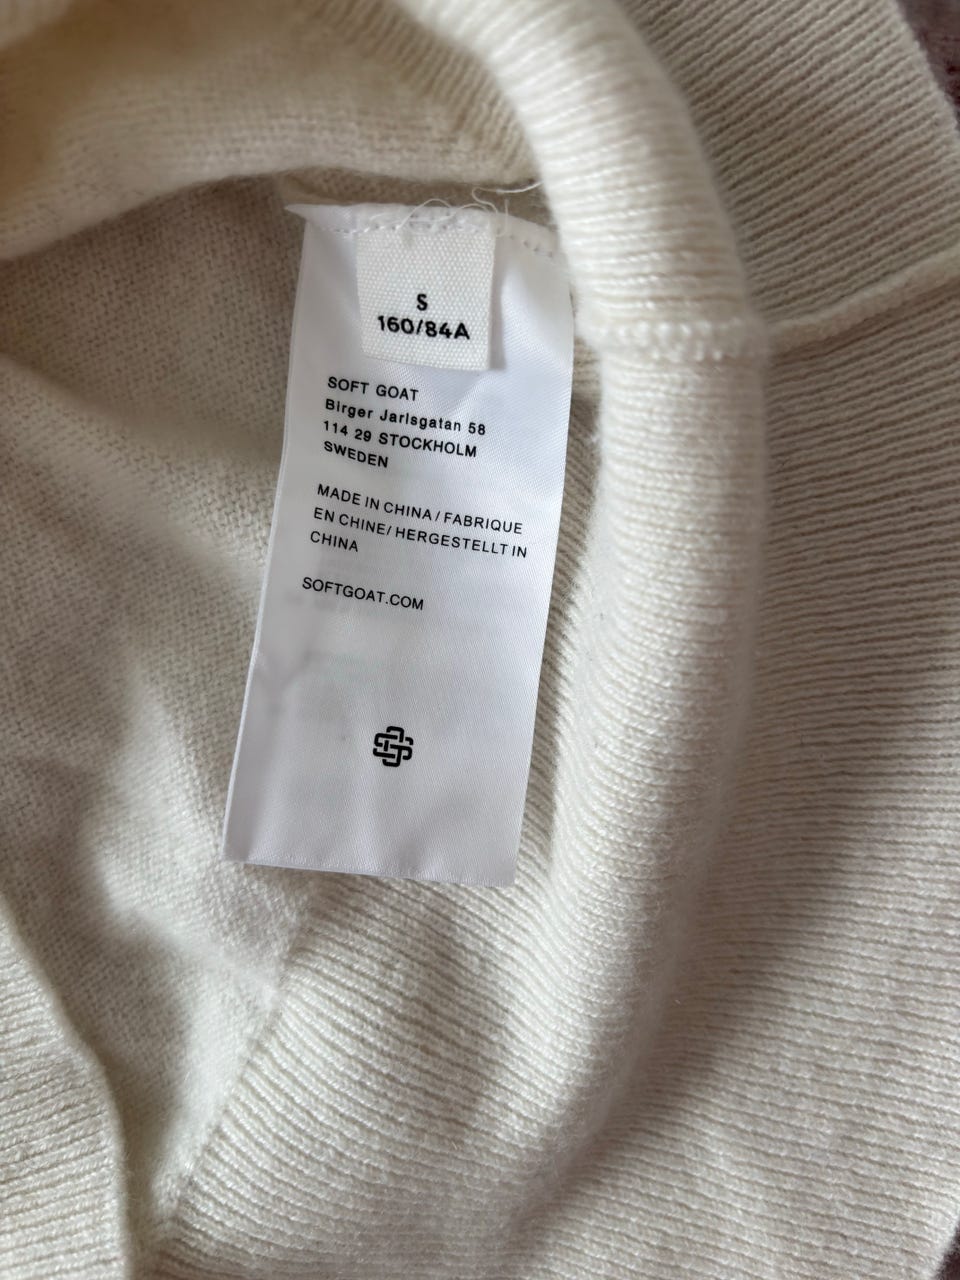 S
160/84A
SOFT GOAT
Birger Jarlsgatan 58
114 29 STOCKHOLM
SWEDEN
MADE IN CHINA / FABRIQUE
EN CHINE/ HERGESTELLT IN
CHINA
SOFTGOAT.COM